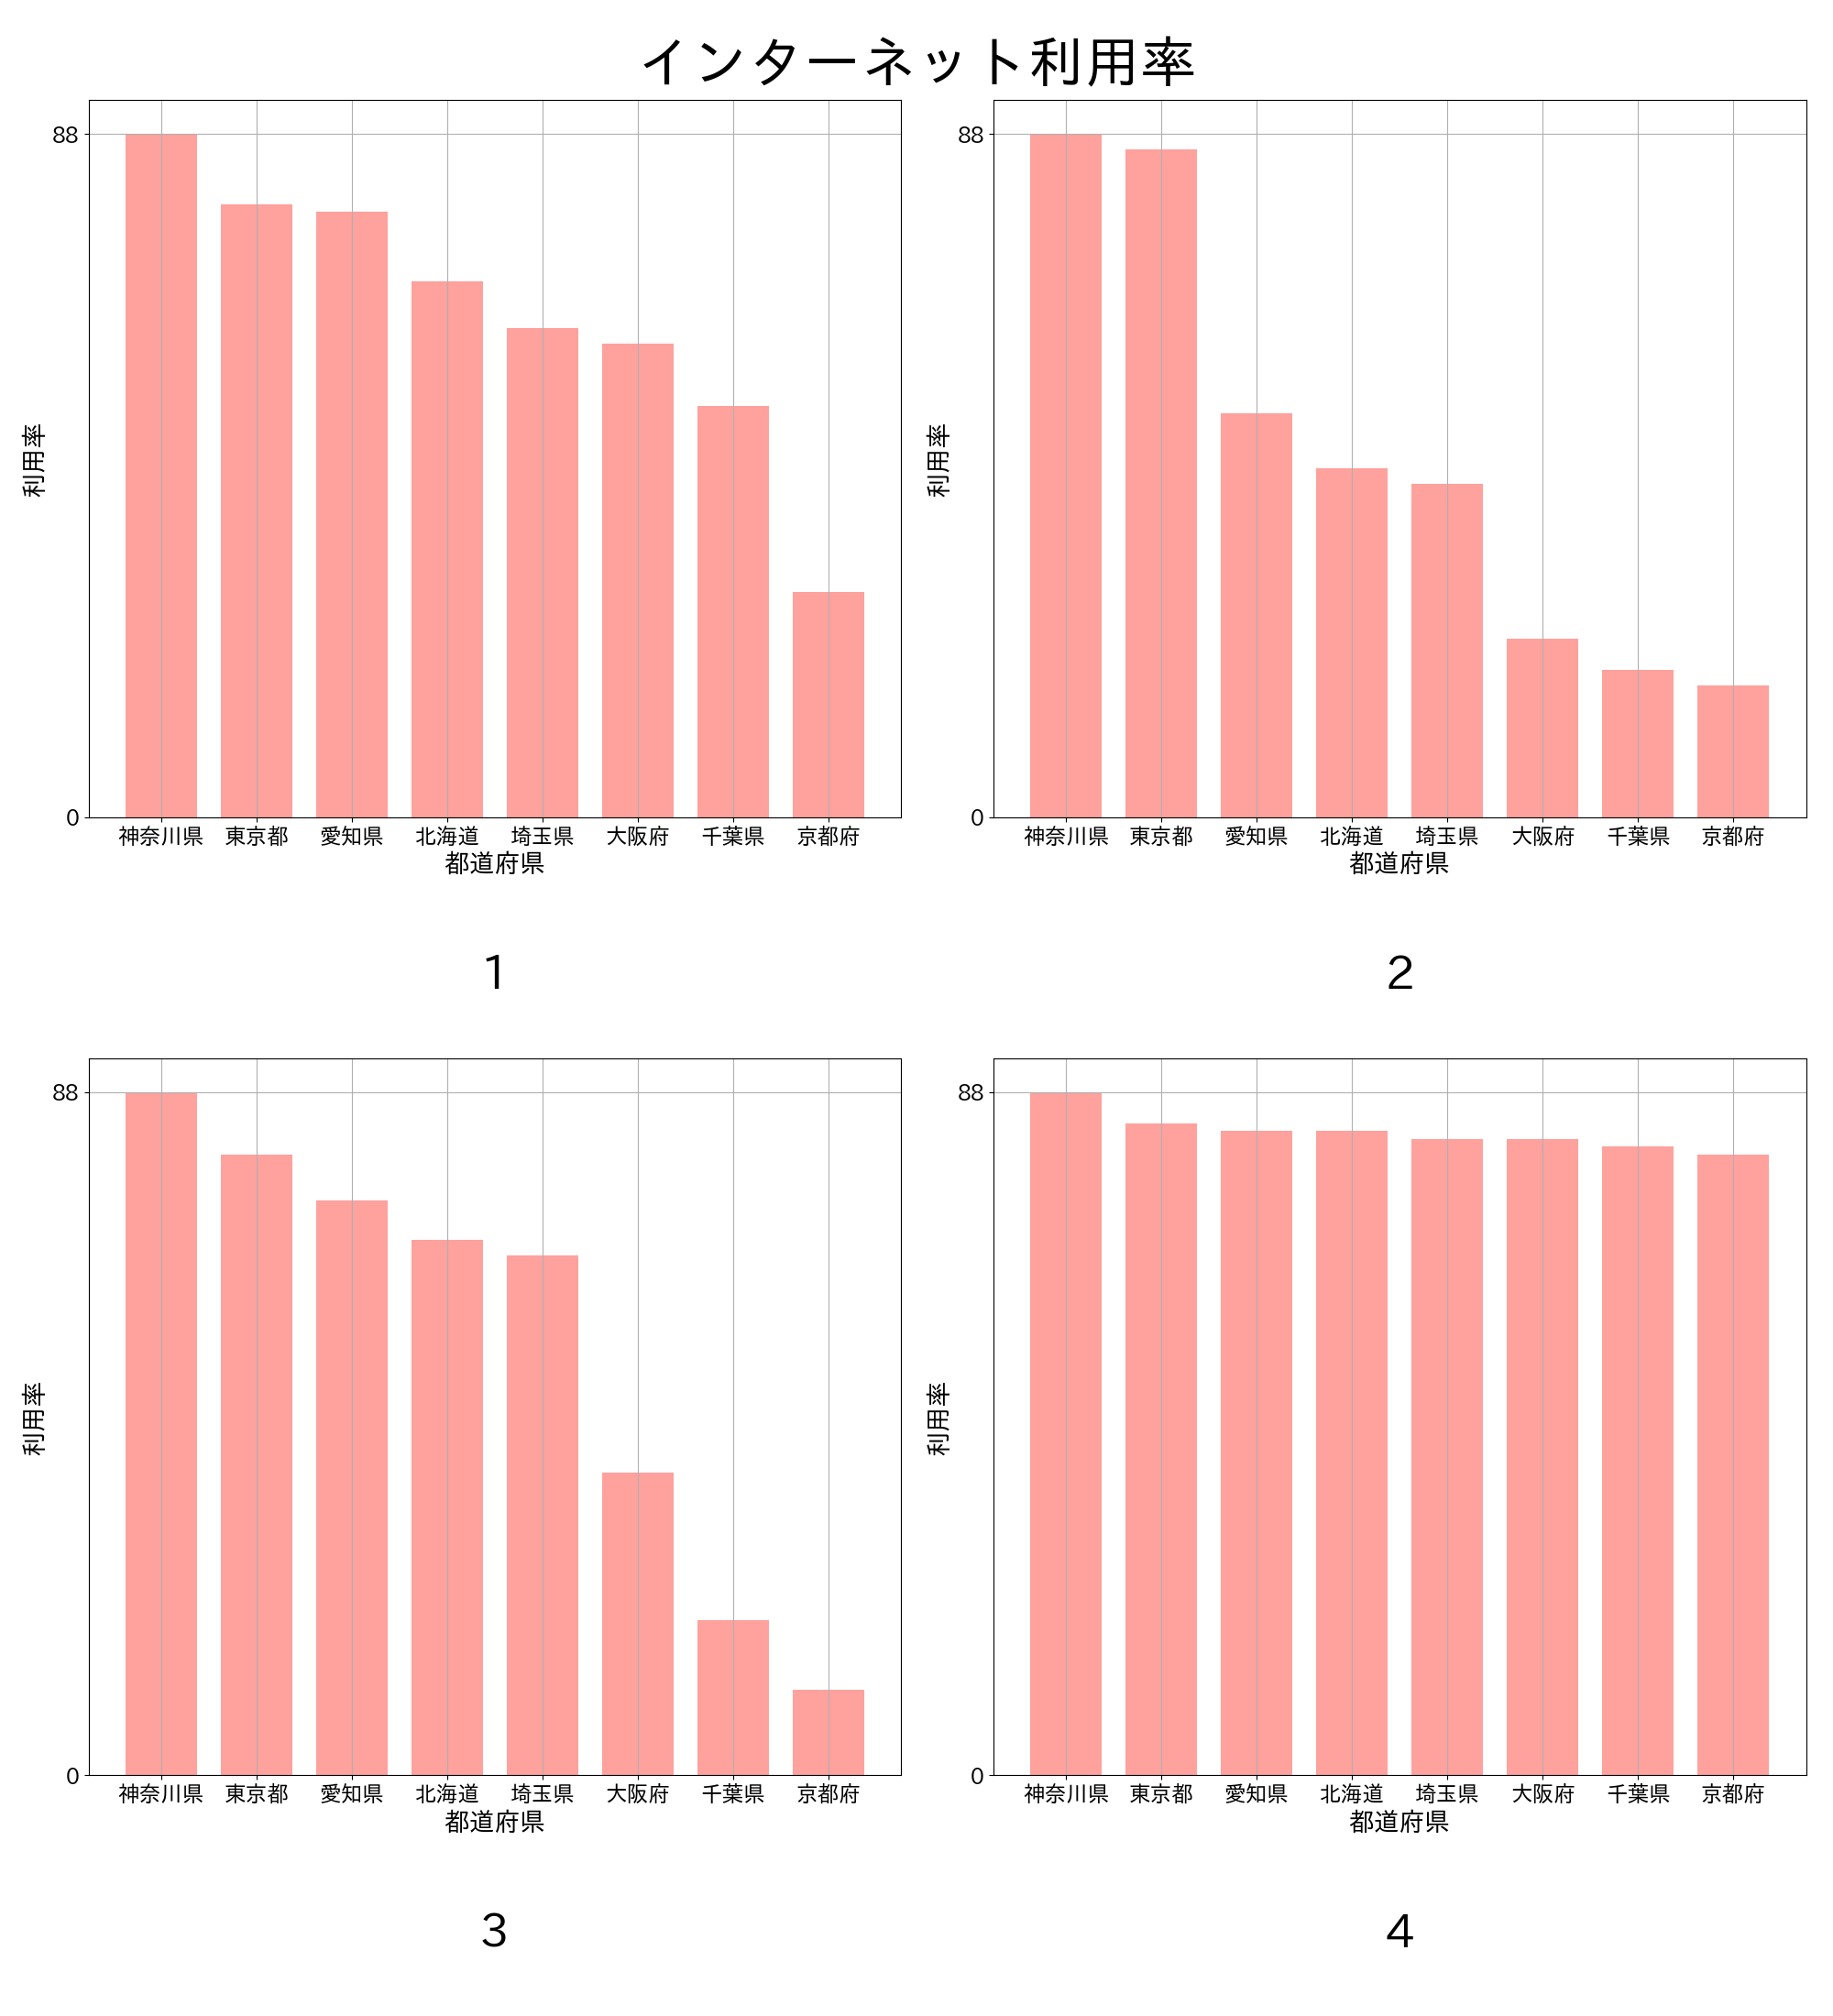 インターネット利用率
88
0
利用率
神奈川県 東京都 愛知県 北海道 埼玉県 大阪府 千葉県 京都府
都道府県
1
88
0
利用率
神奈川県 東京都 愛知県 北海道 埼玉県 大阪府 千葉県 京都府
都道府県
2
88
0
利用率
神奈川県 東京都 愛知県 北海道 埼玉県 大阪府 千葉県 京都府
都道府県
3
88
0
利用率
神奈川県 東京都 愛知県 北海道 埼玉県 大阪府 千葉県 京都府
都道府県
4